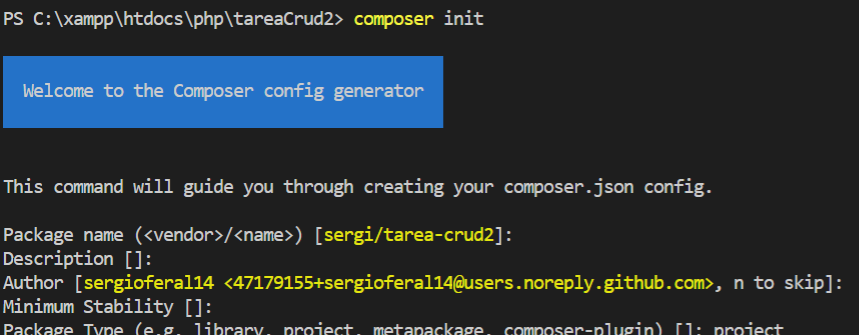 PS C:\xampp\htdocs\php\tareaCrud2> composer init
Welcome to the Composer config generator
This command will guide you through creating your composer.json config.
Package name (<vendor>/<name>) [sergi/tarea-crud2]:
Description []:
Author [sergioferal14 <47179155+sergioferal14@users.noreply.github.com>, n to skip]:
Minimum Stability []:
Package Type (e.g. library, project, metapackage, composer-plugin) []: project